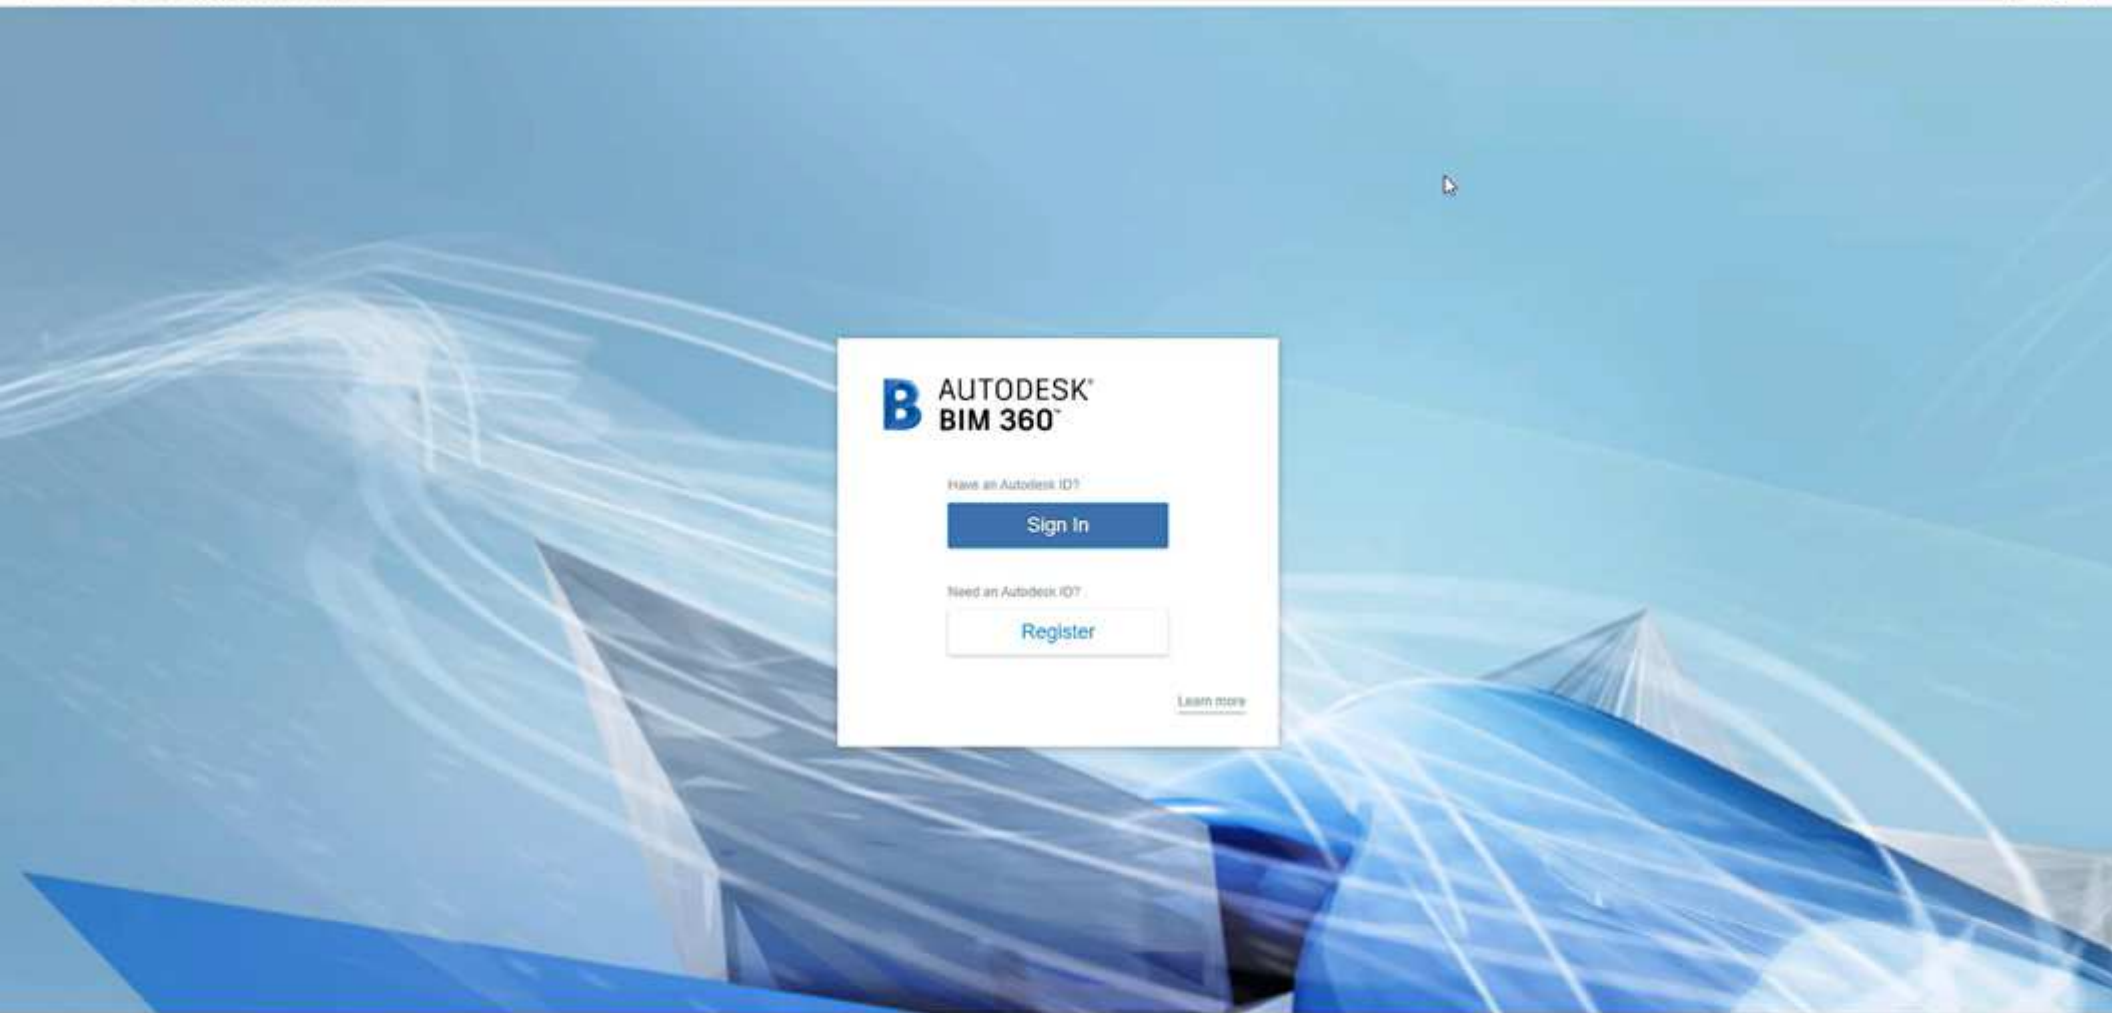 B AUTODESK®
BIM 360™
Have an Autodesk ID?
Sign In
Need an Autodesk ID?
Register
Learn more